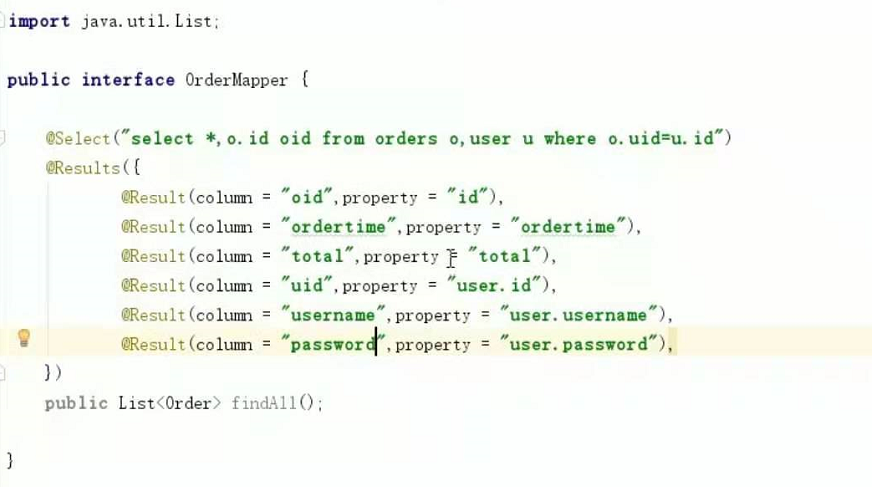 import java.util.List;
public interface OrderMapper {
@Select("select *,o.id oid from orders o,user u where o.uid=u.id")
@Results({
@Result(column = "oid",property = "id"),
@Result(column = "ordertime",property = "ordertime"),
@Result(column = "total",property = "total"),
@Result(column = "uid",property = "user.id"),
@Result(column = "username",property = "user.username"),
@Result(column = "password",property = "user.password"),
})
public List<Order> findAll();
}